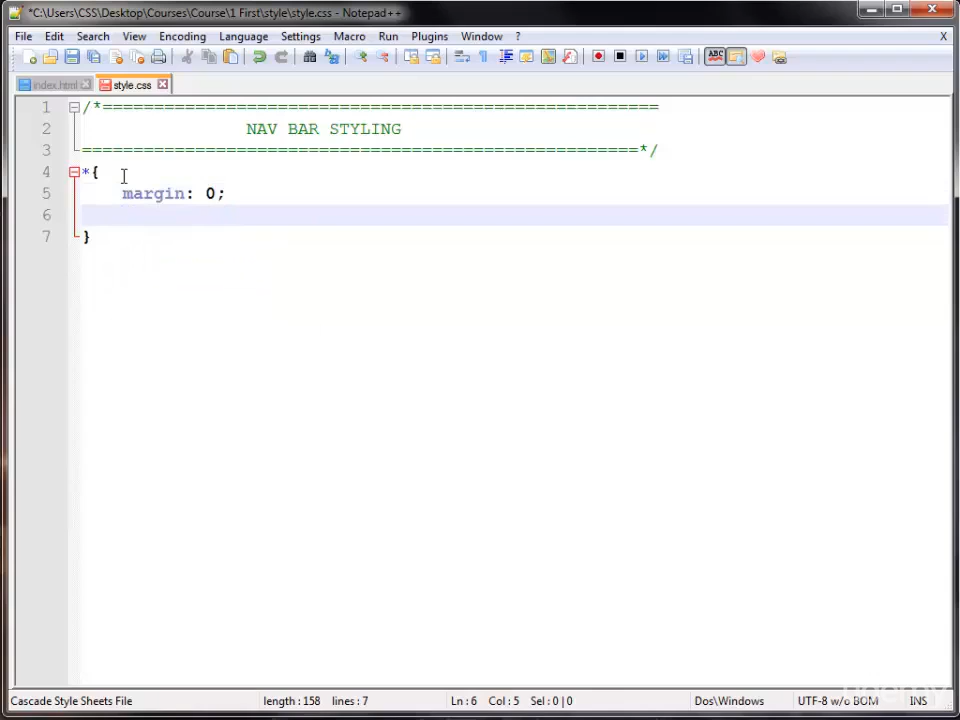 *C:\Users\CSS\Desktop\Courses\Course\1 First\style\style.css - Notepad++
File Edit Search View Encoding Language Settings Macro Run Plugins Window ? X
index.html style.css
1 /*======================================================
2 NAV BAR STYLING
3 ======================================================*/
4 *{
5 margin: 0;
6
7 }
Cascade Style Sheets File length : 158 lines : 7 Ln : 6 Col : 5 Sel : 0 | 0 Dos\Windows UTF-8 w/o BOM INS